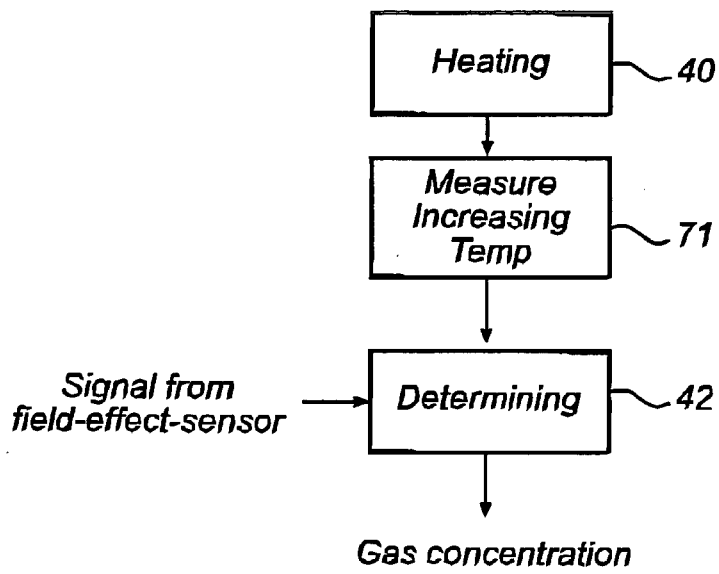 Heating
40
Measure
Increasing
Temp
71
Signal from
field-effect-sensor
Determining
42
Gas concentration